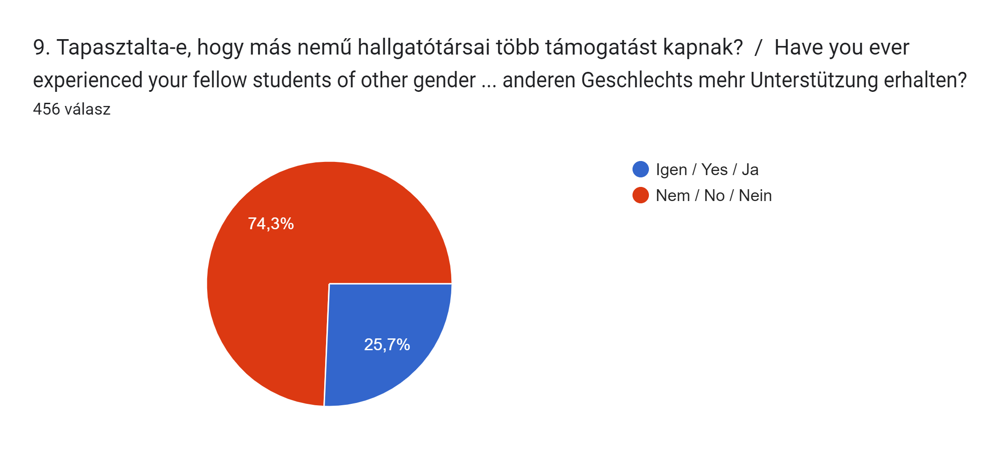 9. Tapasztalta-e, hogy más nemű hallgatótársai több támogatást kapnak?  /  Have you ever
experienced your fellow students of other gender ... anderen Geschlechts mehr Unterstützung erhalten?
456 válasz
Igen / Yes / Ja
Nem / No / Nein
74,3%
25,7%